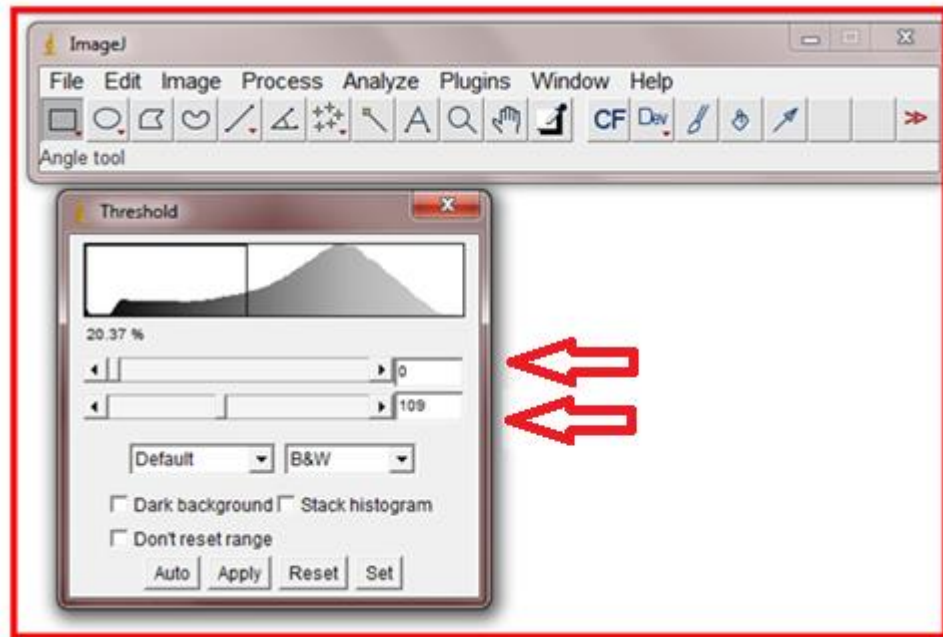 ImageJ
File Edit Image Process Analyze Plugins Window Help
A CF Dev
Angle tool
Threshold
20.37 %
0
109
Default B&W
Dark background Stack histogram
Don't reset range
Auto Apply Reset Set